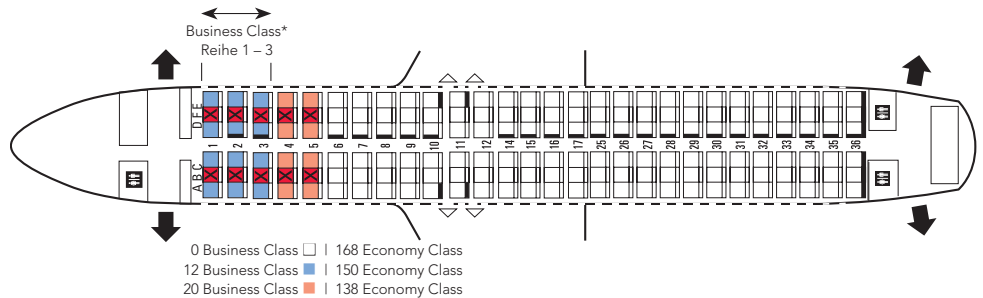 Business Class*
Reihe 1 – 3
D E F
1 2 3 4 5 6 7 8 9 10 11 12 14 15 16 17 25 26 27 28 29 30 31 32 33 34 35 36
A B C
0 Business Class | 168 Economy Class
12 Business Class | 150 Economy Class
20 Business Class | 138 Economy Class